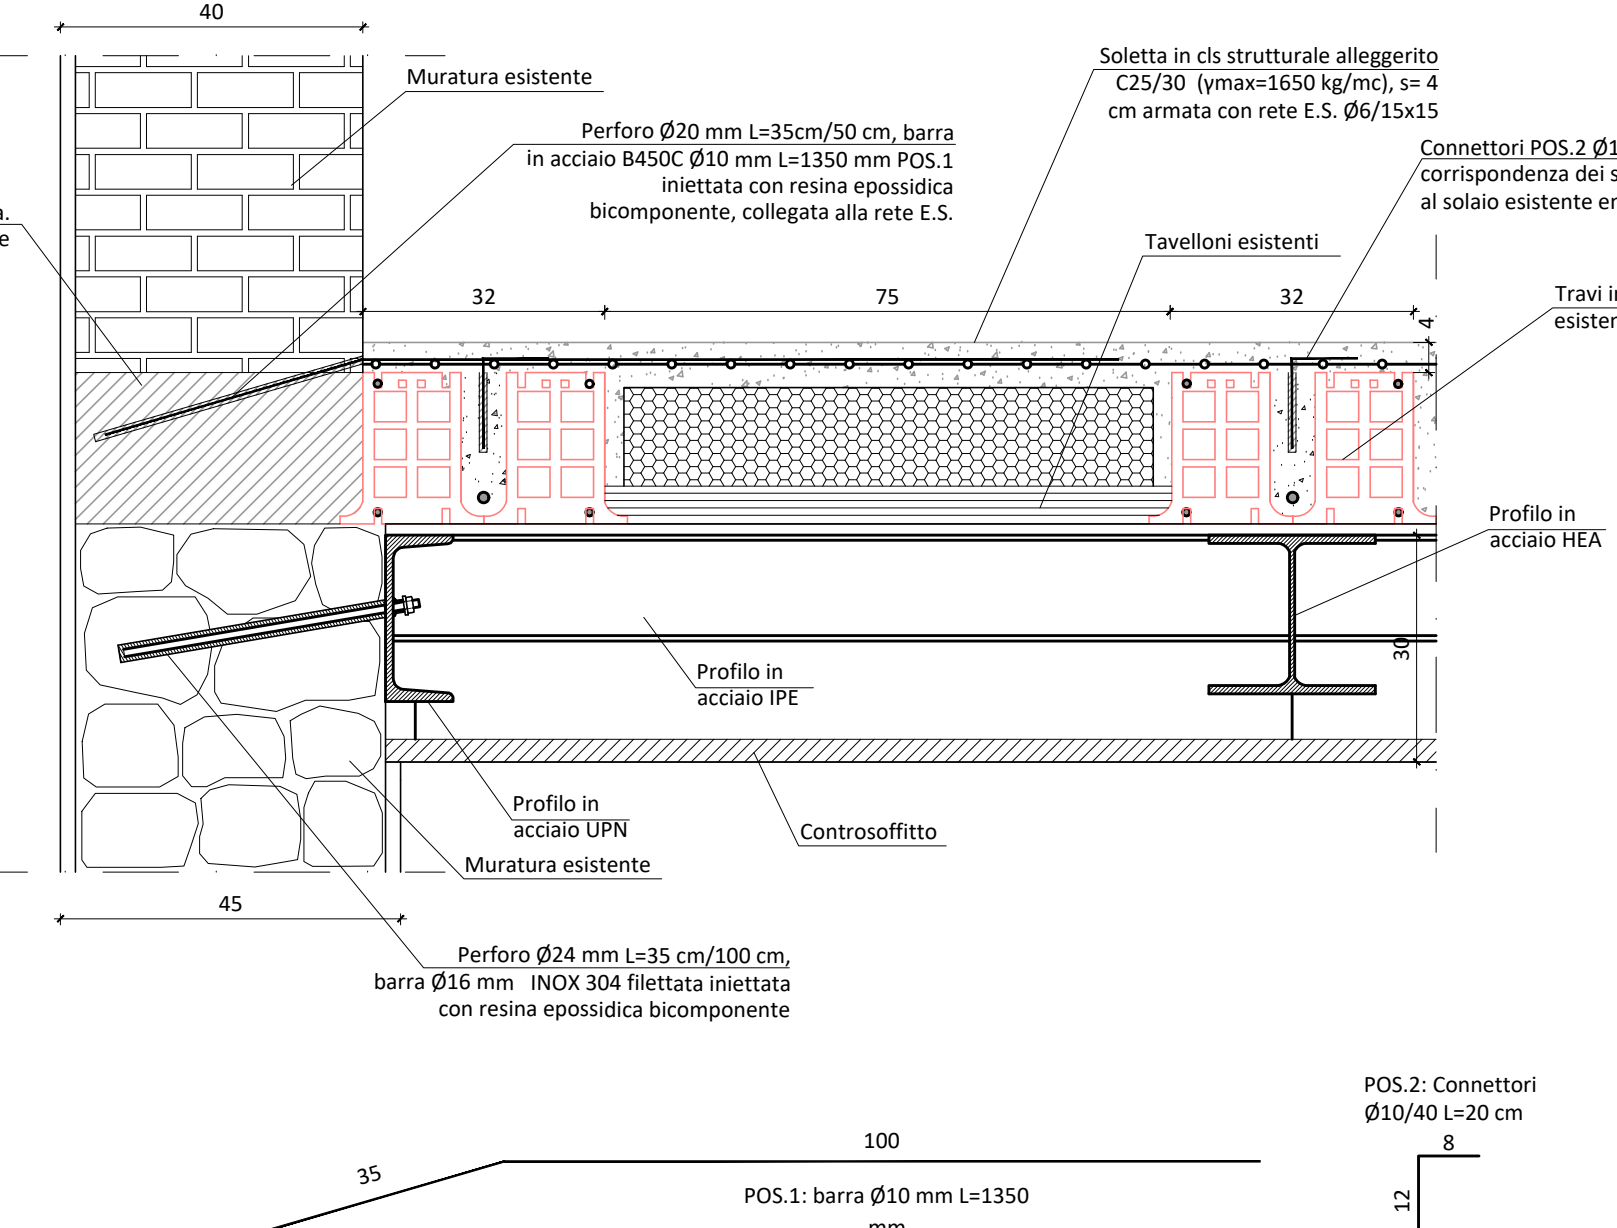 40
Muratura esistente
Soletta in cls strutturale alleggerito
C25/30 (γmax=1650 kg/mc), s= 4
cm armata con rete E.S. Ø6/15x15
Perforo Ø20 mm L=35cm/50 cm, barra
in acciaio B450C Ø10 mm L=1350 mm POS.1
iniettata con resina epossidica
bicomponente, collegata alla rete E.S.
Connettori POS.2 Ø1
corrispondenza dei s
al solaio esistente
a.
e
Tavelloni esistenti
32
75
32
4
Travi
Profilo in
acciaio HEA
30
Profilo in
acciaio IPE
Profilo in
acciaio UPN
Controsoffitto
Muratura esistente
45
Perforo Ø24 mm L=35 cm/100 cm,
barra Ø16 mm INOX 304 filettata iniettata
con resina epossidica bicomponente
POS.2: Connettori
Ø10/40 L=20 cm
8
12
100
35
POS.1: barra Ø10 mm L=1350
mm